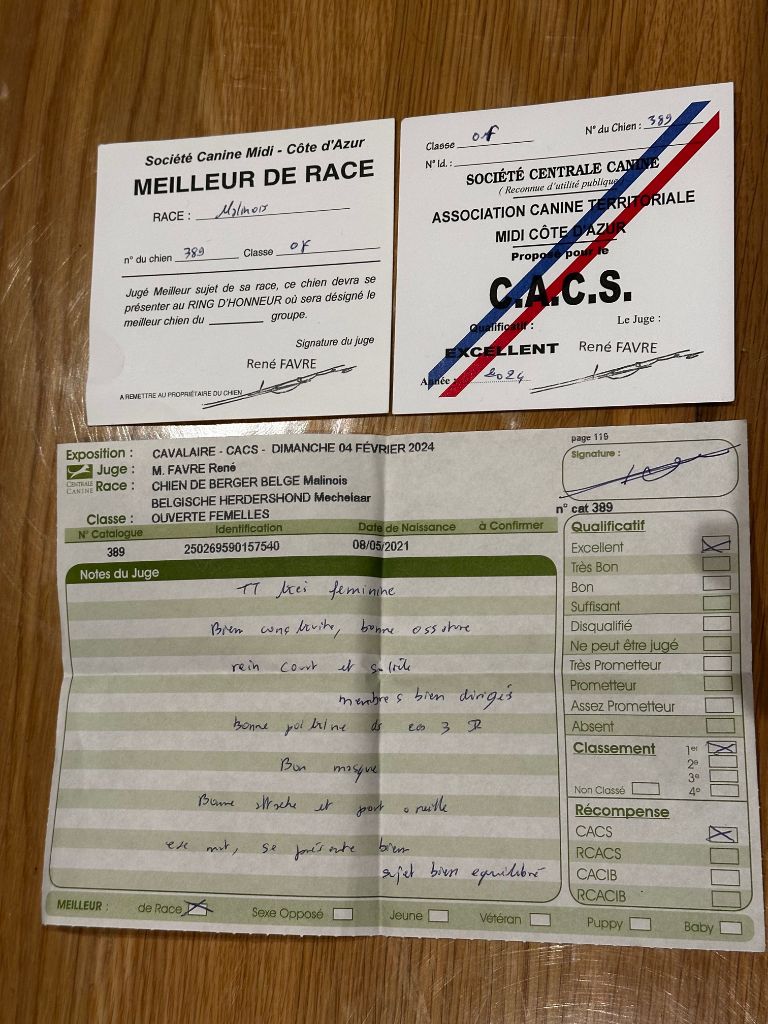 Société Canine Midi - Côte d'Azur
MEILLEUR DE RACE
RACE : Malinois
n° du chien 389 Classe OF
Jugé Meilleur sujet de sa race, ce chien devra se
présenter au RING D'HONNEUR où sera désigné le
meilleur chien du groupe.
Signature du juge
René FAVRE
A REMETTRE AU PROPRIÉTAIRE DU CHIEN
Classe ouf N° du Chien : 389
N° Id. :
SOCIÉTÉ CENTRALE CANINE
( Reconnue d'utilité publique )
ASSOCIATION CANINE TERRITORIALE
MIDI CÔTE D'AZUR
Proposé pour le
C.A.C.S.
Qualificatif : Le Juge :
EXCELLENT René FAVRE
Année : 2024
Exposition : CAVALAIRE - CACS - DIMANCHE 04 FÉVRIER 2024
page 119
CENTRALE CANINE
Juge : M. FAVRE René
Race : CHIEN DE BERGER BELGE Malinois
BELGISCHE HERDERSHOND Mechelaar
Classe : OUVERTE FEMELLES
Signature :
n° cat 389
N° Catalogue Identification Date de Naissance à Confirmer
389 250269590157540 08/05/2021
Notes du Juge
TT très féminine
Bien construite, bonne ossature
rein court et solide
membres bien dirigés
Bonne poitrine ds
Bon masque
Bonne attache et port oreille
se présente bien
sujet bien equilibré
Qualificatif
Excellent
Très Bon
Bon
Suffisant
Disqualifié
Ne peut être jugé
Très Prometteur
Prometteur
Assez Prometteur
Absent
Classement 1er
2e
3e
Non Classé 4e
Récompense
CACS
RCACS
CACIB
RCACIB
MEILLEUR : de Race Sexe Opposé Jeune Vétéran Puppy Baby